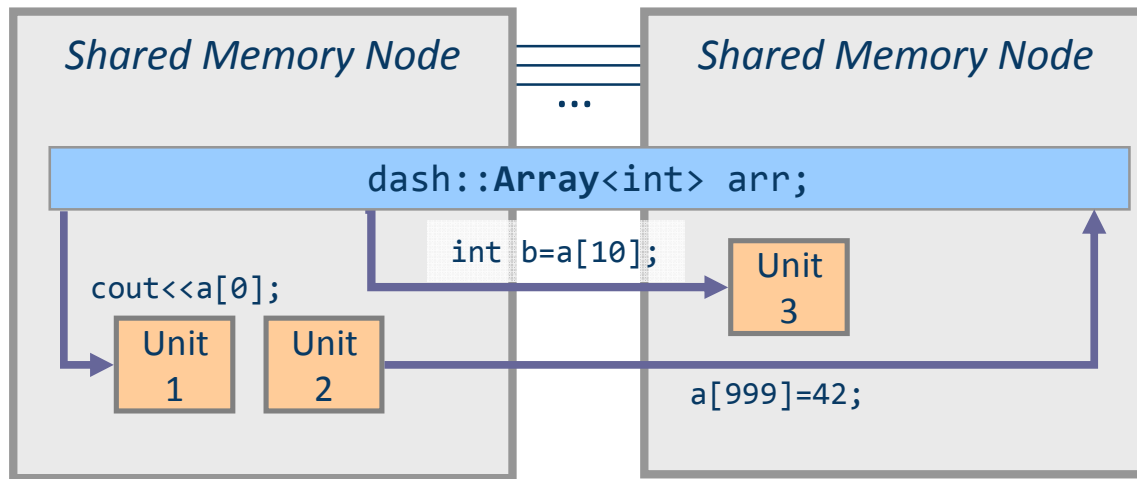 Shared Memory Node
Shared Memory Node
...
dash::Array<int> arr;
int b=a[10];
cout<<a[0];
Unit
1
Unit
2
Unit
3
a[999]=42;